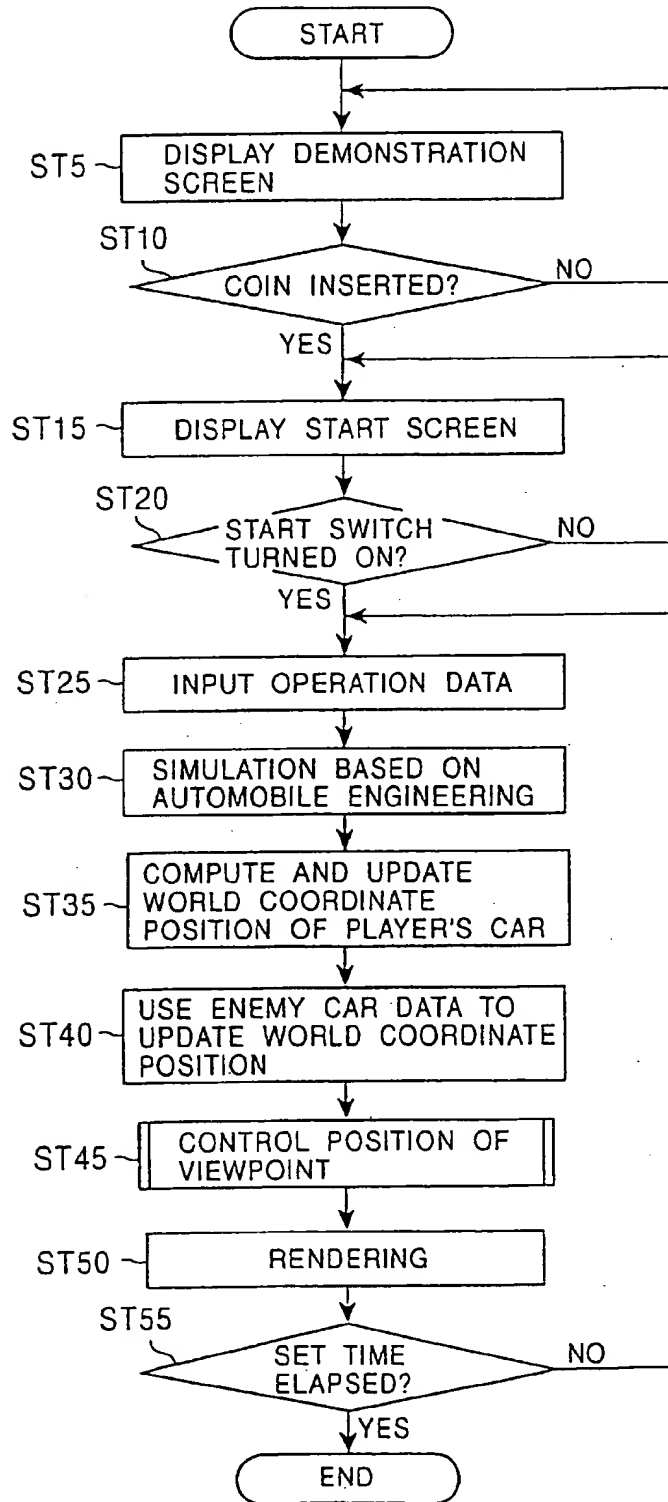 START
ST5
DISPLAY DEMONSTRATION
SCREEN
ST10
COIN INSERTED?
NO
YES
ST15
DISPLAY START SCREEN
ST20
START SWITCH
TURNED ON?
NO
YES
ST25
INPUT OPERATION DATA
ST30
SIMULATION BASED ON
AUTOMOBILE ENGINEERING
ST35
COMPUTE AND UPDATE
WORLD COORDINATE
POSITION OF PLAYER'S CAR
ST40
USE ENEMY CAR DATA TO
UPDATE WORLD COORDINATE
POSITION
ST45
CONTROL POSITION OF
VIEWPOINT
ST50
RENDERING
ST55
SET TIME
ELAPSED?
NO
YES
END